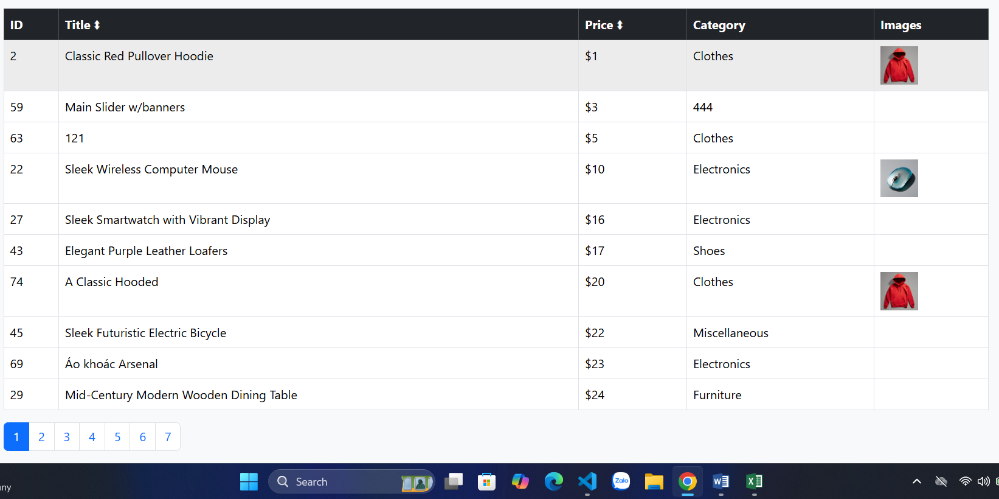 ID Title Price Category Images
2 Classic Red Pullover Hoodie $1 Clothes
59 Main Slider w/banners $3 444
63 121 $5 Clothes
22 Sleek Wireless Computer Mouse $10 Electronics
27 Sleek Smartwatch with Vibrant Display $16 Electronics
43 Elegant Purple Leather Loafers $17 Shoes
74 A Classic Hooded $20 Clothes
45 Sleek Futuristic Electric Bicycle $22 Miscellaneous
69 Áo khoác Arsenal $23 Electronics
29 Mid-Century Modern Wooden Dining Table $24 Furniture
1 2 3 4 5 6 7
Search Zalo W X